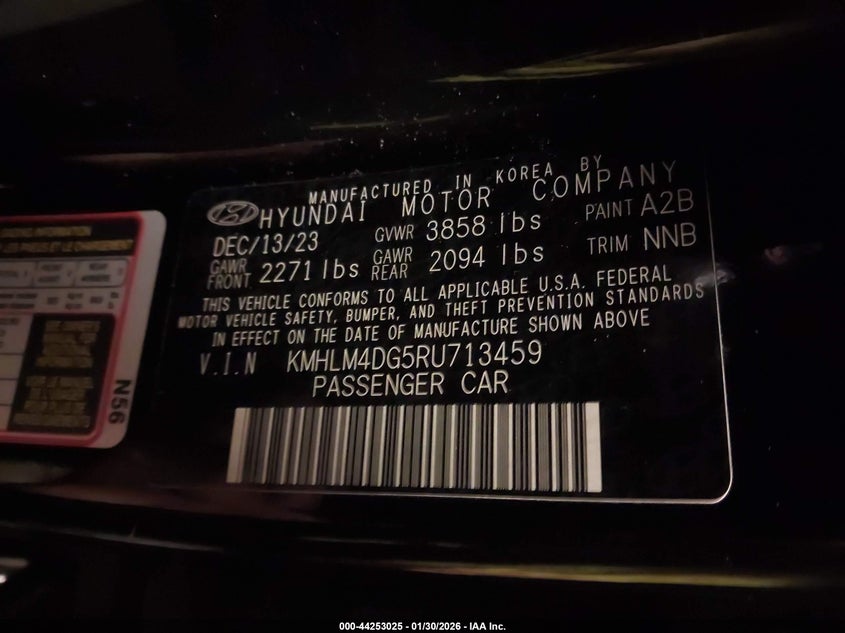 MANUFACTURED IN KOREA BY
HYUNDAI MOTOR COMPANY
DEC/13/23 GVWR 3858 lbs PAINT A2B
GAWR FRONT 2271 lbs GAWR REAR 2094 lbs TRIM NNB
THIS VEHICLE CONFORMS TO ALL APPLICABLE U.S.A. FEDERAL
MOTOR VEHICLE SAFETY, BUMPER, AND THEFT PREVENTION STANDARDS
IN EFFECT ON THE DATE OF MANUFACTURE SHOWN ABOVE
V.I.N KMHLM4DG5RU713459
PASSENGER CAR
N56
000-44253025 - 01/30/2026 - IAA Inc.